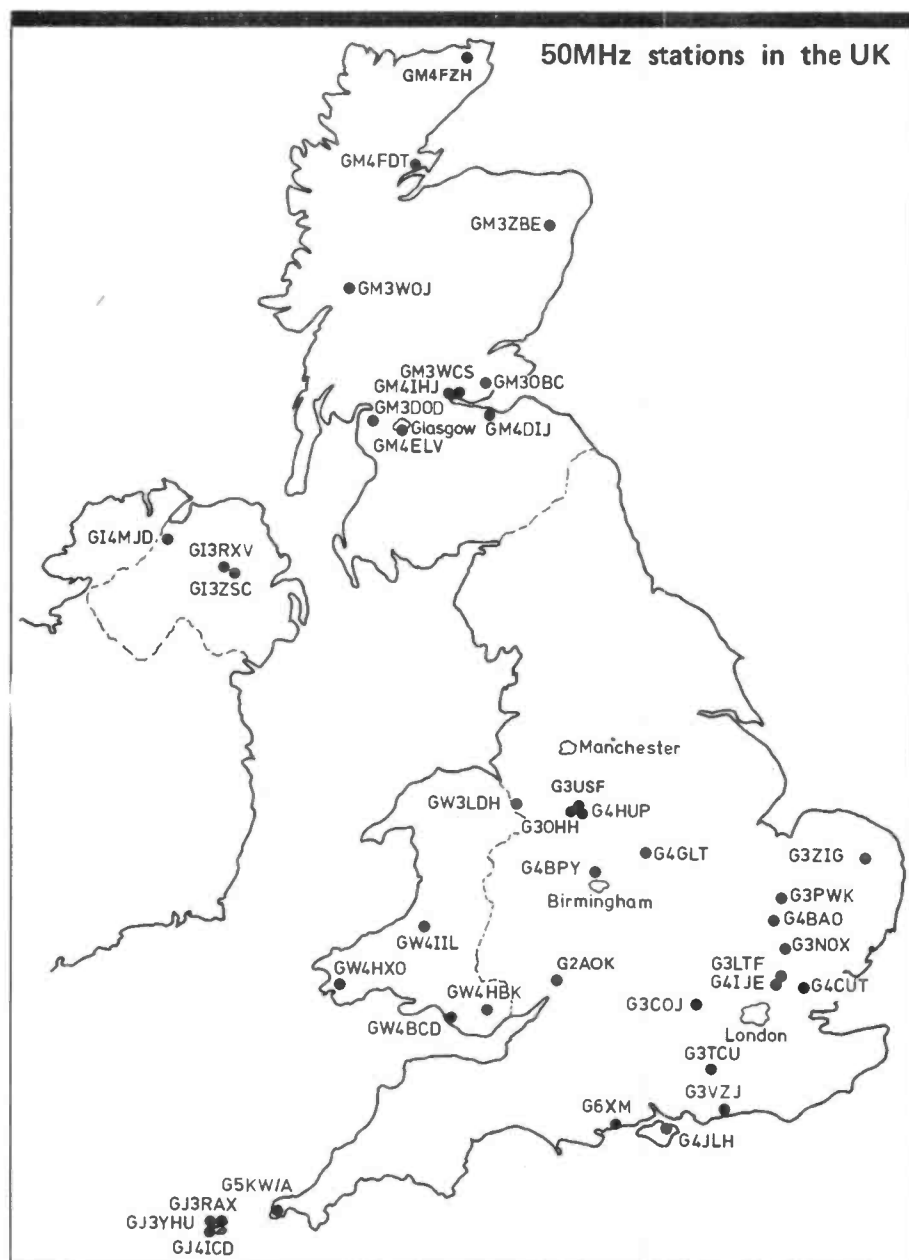 50MHz stations in the UK
GM4FZH
GM4FDT
GM3ZBE
GM3WOJ
GM3WCS
GM4IHJ
GM3OBC
GM3DOD
Glasgow
GM4DIJ
GM4ELV
GI4MJD
GI3RXV
GI3ZSC
Manchester
G3USF
GW3LDH
G4HUP
G3OHH
G4GLT
G3ZIG
G4BPY
Birmingham
G3PWK
G4BAO
GW4IIL
G3NOX
G2AOK
G3LTF
GW4HXO
G4IJE
G4CUT
GW4HBK
G3COJ
GW4BCD
London
G3TCU
G3VZJ
G6XM
G4JLH
G5KW/A
GJ3RAX
GJ3YHU
GJ4ICD